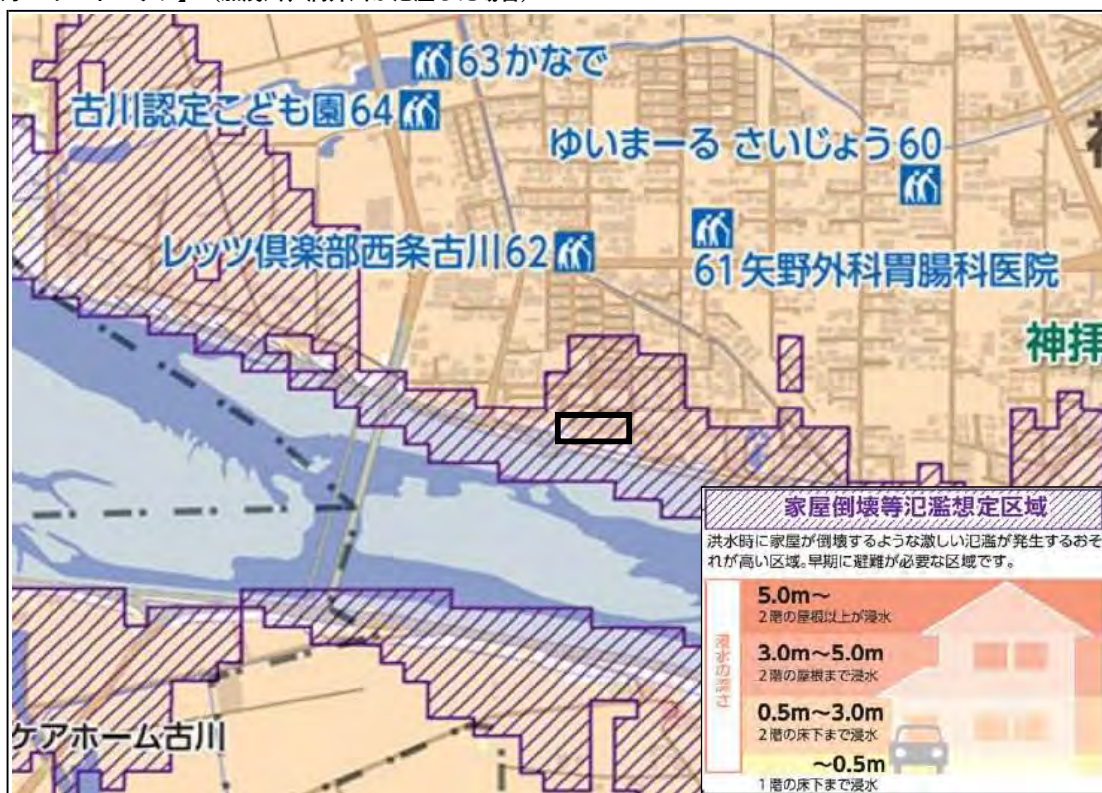 63かなで
古川認定こども園64
ゆいまーる さいじょう60
レッツ倶楽部西条古川62
61矢野外科胃腸科医院
神拝
ケアホーム古川
家屋倒壊等氾濫想定区域
洪水時に家屋が倒壊するような激しい氾濫が発生するおそ
れが高い区域。早期に避難が必要な区域です。
浸水の深さ
5.0m～
2階の屋根以上が浸水
3.0m～5.0m
2階の屋根まで浸水
0.5m～3.0m
2階の床下まで浸水
～0.5m
1階の床下まで浸水